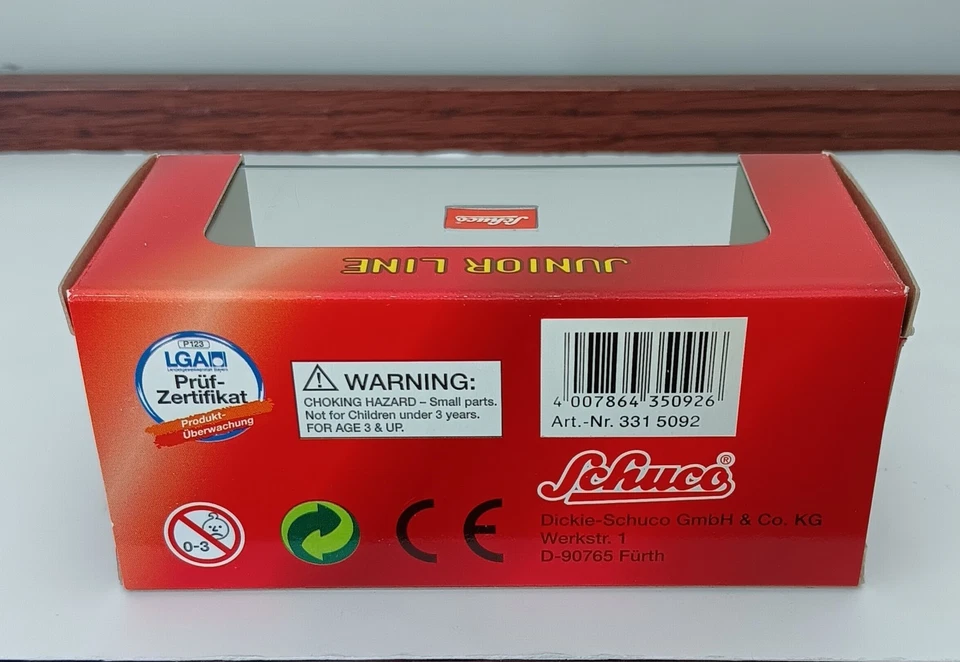 Schuco
JUNIOR LINE
P123
LGA
Landesgewerbeanstalt Bayern
Prüf-
Zertifikat
Produkt-
Überwachung
WARNING:
CHOKING HAZARD – Small parts.
Not for Children under 3 years.
FOR AGE 3 & UP.
4 007864 350926
Art.-Nr. 331 5092
Schuco®
Dickie-Schuco GmbH & Co. KG
Werkstr. 1
D-90765 Fürth
0-3
CE